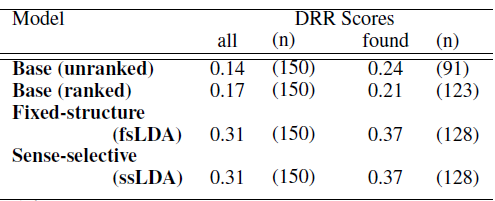 Model DRR Scores
all (n) found (n)
Base (unranked) 0.14 (150) 0.24 (91)
Base (ranked) 0.17 (150) 0.21 (123)
Fixed-structure
(fsLDA) 0.31 (150) 0.37 (128)
Sense-selective
(ssLDA) 0.31 (150) 0.37 (128)